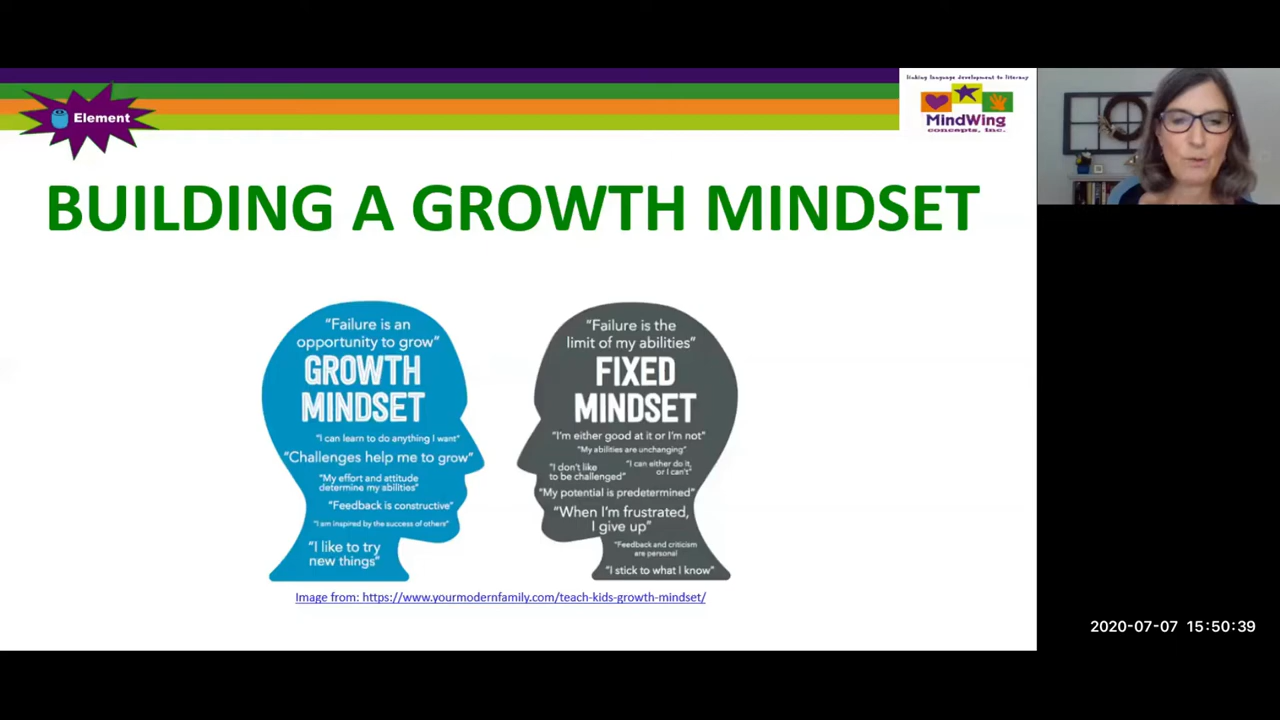 Element
linking language development to literacy
MindWing
concepts, inc.
BUILDING A GROWTH MINDSET
“Failure is an
opportunity to grow”
GROWTH
MINDSET
“I can learn to do anything I want”
“Challenges help me to grow”
“My effort and attitude
determine my abilities”
“Feedback is constructive”
“I am inspired by the success of others”
“I like to try
new things”
“Failure is the
limit of my abilities”
FIXED
MINDSET
“I'm either good at it or I'm not”
“My abilities are unchanging”
“I don't like
to be challenged”
“I can either do it,
or I can't”
“My potential is predetermined”
“When I'm frustrated,
I give up”
“Feedback and criticism
are personal
“I stick to what I know”
Image from: https://www.yourmodernfamily.com/teach-kids-growth-mindset/
2020-07-07 15:50:39